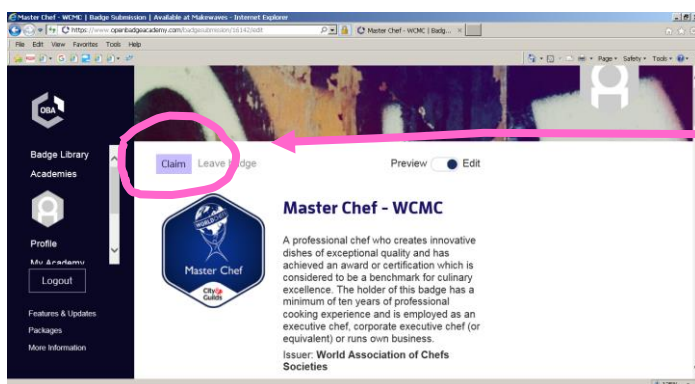 Master Chef - WCMC | Badge Submission | Available at Makewaves - Internet Explorer
https://www.openbadgeacademy.com/badgesubmission/16142/edit
Master Chef - WCMC | Badg...
File Edit View Favorites Tools Help
Page Safety Tools
OBA
Badge Library
Academies
Profile
My Academy
Logout
Features & Updates
Packages
More Information
Claim Leave badge Preview Edit
WORLDCHEFS
Master Chef
City &
Guilds
Master Chef - WCMC
A professional chef who creates innovative
dishes of exceptional quality and has
achieved an award or certification which is
considered to be a benchmark for culinary
excellence. The holder of this badge has a
minimum of ten years of professional
cooking experience and is employed as an
executive chef, corporate executive chef (or
equivalent) or runs own business.
Issuer: World Association of Chefs
Societies